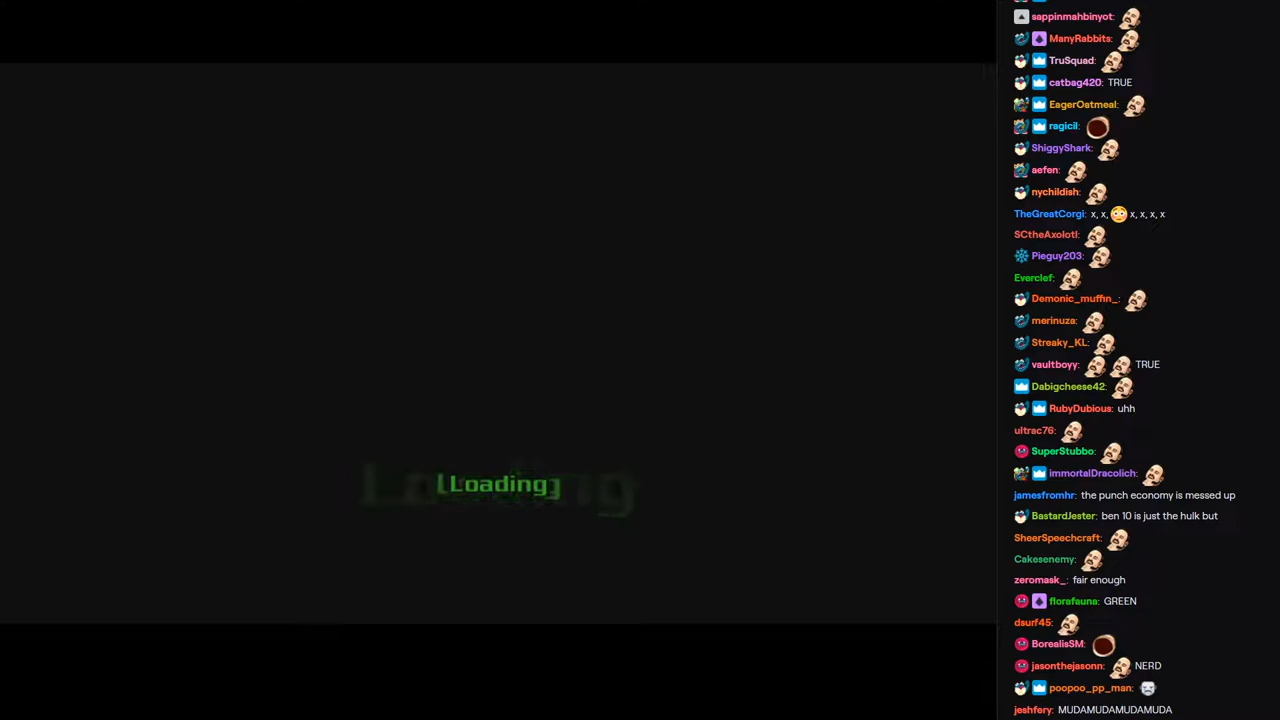 [Loading]
sappinmahbinyot:
ManyRabbits:
TruSquad:
catbag420: TRUE
EagerOatmeal:
ragicil:
ShiggyShark:
aefen:
nychildish:
TheGreatCorgi: x, x, x, x, x, x
SCtheAxolotl:
Pieguy203:
Everclef:
Demonic_muffin_:
merinuza:
Streaky_KL:
vaultboyy: TRUE
Dabigcheese42:
RubyDubious: uhh
ultrac76:
SuperStubbo:
immortalDracolich:
jamesfromhr: the punch economy is messed up
BastardJester: ben 10 is just the hulk but
SheerSpeechcraft:
Cakesenemy:
zeromask_: fair enough
florafauna: GREEN
dsurf45:
BorealisSM:
jasonthejasonn: NERD
poopoo_pp_man:
jeshfery: MUDAMUDAMUDAMUDA